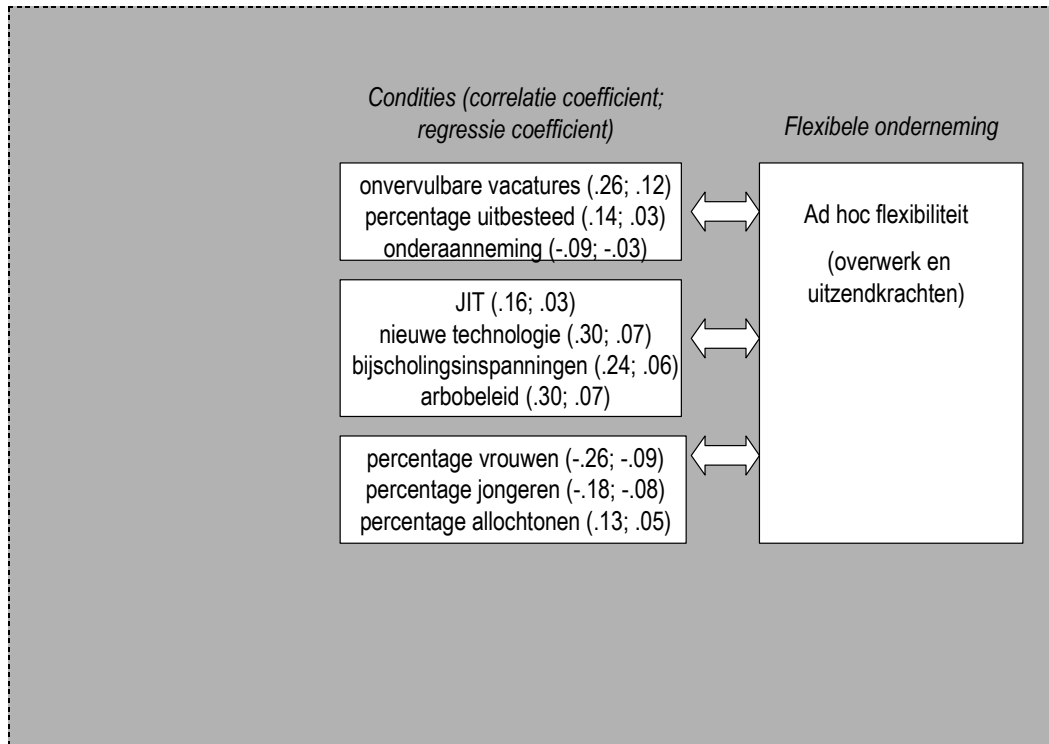 Condities (correlatie coefficient;
regressie coefficient)
Flexibele onderneming
onvervulbare vacatures (.26; .12)
percentage uitbesteed (.14; .03)
onderaanneming (-.09; -.03)
JIT (.16; .03)
nieuwe technologie (.30; .07)
bijscholingsinspanningen (.24; .06)
arbobeleid (.30; .07)
percentage vrouwen (-.26; -.09)
percentage jongeren (-.18; -.08)
percentage allochtonen (.13; .05)
Ad hoc flexibiliteit
(overwerk en
uitzendkrachten)